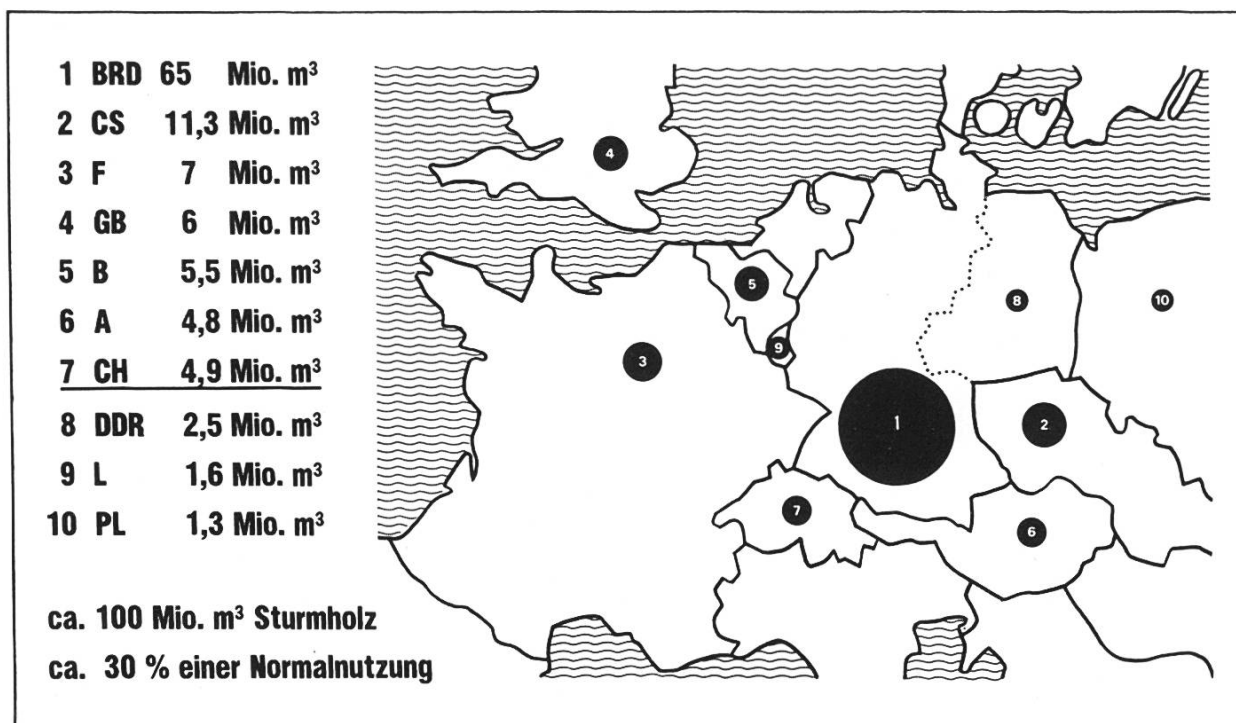 1 BRD 65 Mio. m³
2 CS 11,3 Mio. m³
3 F 7 Mio. m³
4 GB 6 Mio. m³
5 B 5,5 Mio. m³
6 A 4,8 Mio. m³
7 CH 4,9 Mio. m³
8 DDR 2,5 Mio. m³
9 L 1,6 Mio. m³
10 PL 1,3 Mio. m³
ca. 100 Mio. m³ Sturmholz
ca. 30 % einer Normalnutzung
4
5
8
10
9
3
1
2
7
6